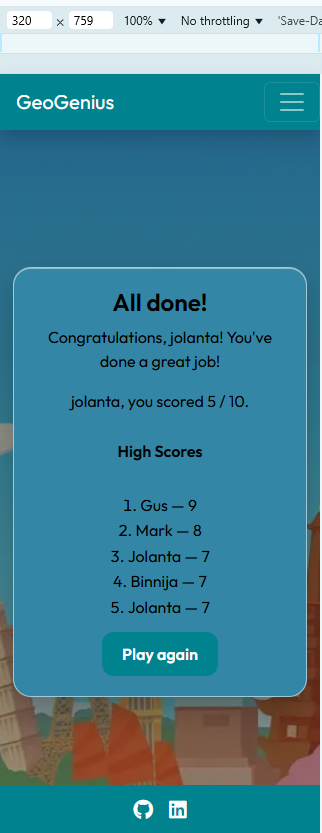 320 × 759 100% No throttling 'Save-Da
GeoGenius
All done!
Congratulations, jolanta! You've
done a great job!
jolanta, you scored 5 / 10.
High Scores
1. Gus — 9
2. Mark — 8
3. Jolanta — 7
4. Binnija — 7
5. Jolanta — 7
Play again